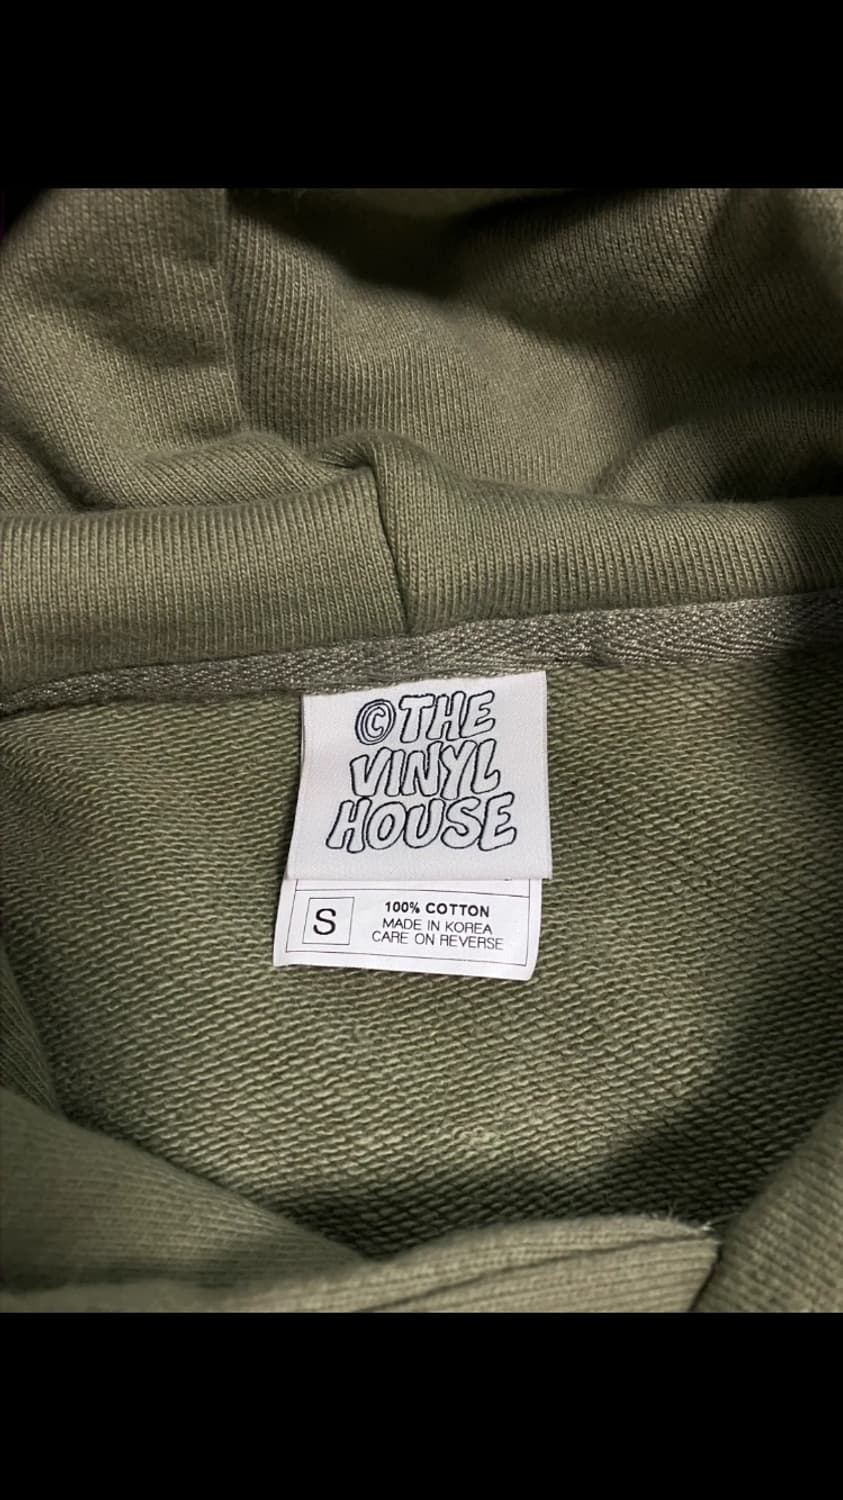 ©THE
VINYL
HOUSE
S
100% COTTON
MADE IN KOREA
CARE ON REVERSE